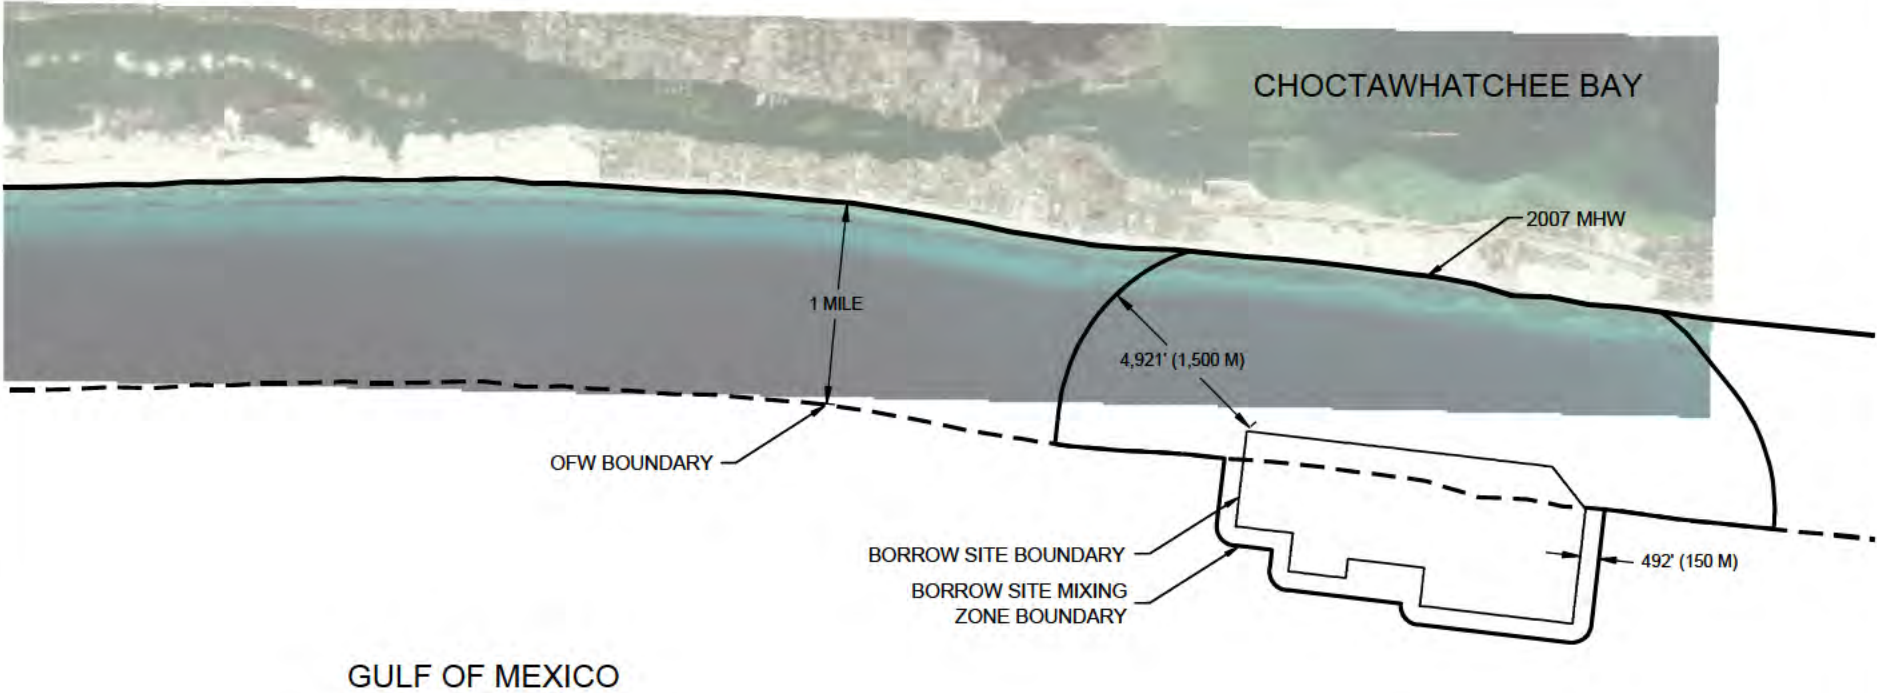 CHOCTAWHATCHEE BAY
2007 MHW
1 MILE
4,921' (1,500 M)
OFW BOUNDARY
BORROW SITE BOUNDARY
492' (150 M)
BORROW SITE MIXING
ZONE BOUNDARY
GULF OF MEXICO